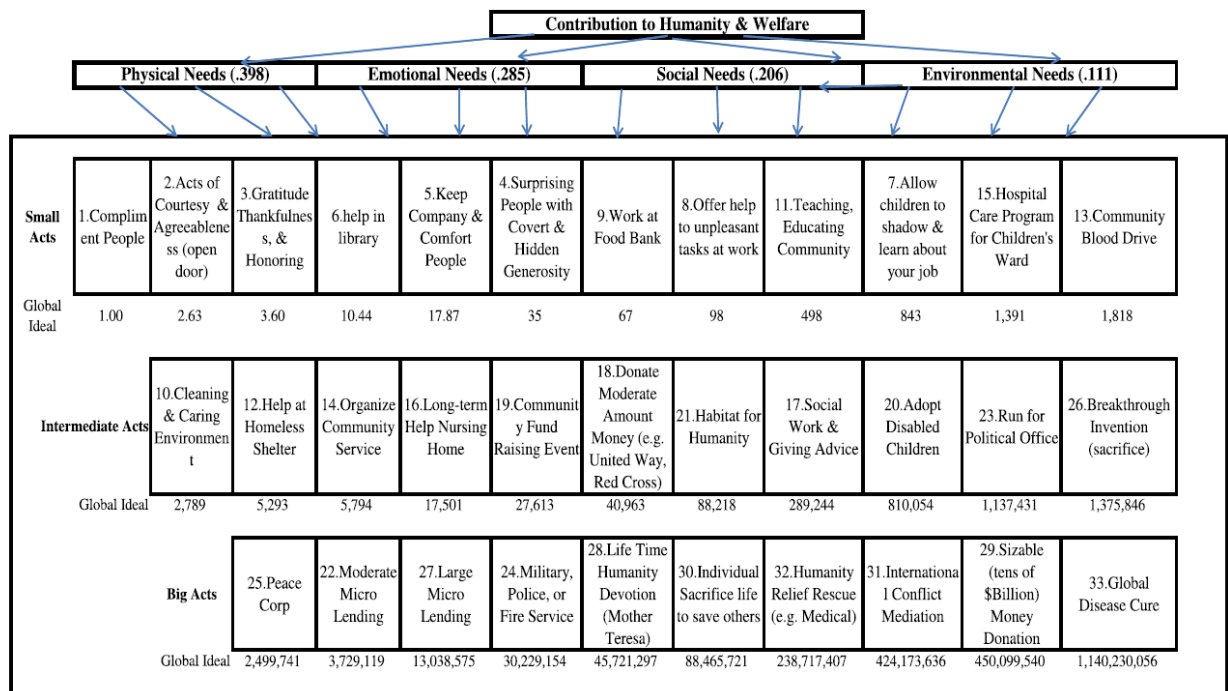 Contribution to Humanity & Welfare
Physical Needs (.398)
Emotional Needs (.285)
Social Needs (.206)
Environmental Needs (.111)
Small
Acts
1.Complim
ent People
2.Acts of
Courtesy &
Agreeablene
ss (open
door)
3.Gratitude
Thankfulnes
s, &
Honoring
6.help in
library
5.Keep
Company &
Comfort
People
4.Surprising
People with
Covert &
Hidden
Generosity
9.Work at
Food Bank
8.Offer help
to unpleasant
tasks at work
11.Teaching,
Educating
Community
7.Allow
children to
shadow &
learn about
your job
15.Hospital
Care Program
for Children's
Ward
13.Community
Blood Drive
Global
Ideal
1.00
2.63
3.60
10.44
17.87
35
67
98
498
843
1,391
1,818
Intermediate Acts
10.Cleaning
& Caring
Environmen
t
12.Help at
Homeless
Shelter
14.Organize
Community
Service
16.Long-term
Help Nursing
Home
19.Communit
y Fund
Raising Event
18.Donate
Moderate
Amount
Money (e.g.
United Way,
Red Cross)
21.Habitat for
Humanity
17.Social
Work &
Giving Advice
20.Adopt
Disabled
Children
23.Run for
Political Office
26.Breakthrough
Invention
(sacrifice)
Global Ideal
2,789
5,293
5,794
17,501
27,613
40,963
88,218
289,244
810,054
1,137,431
1,375,846
Big Acts
25.Peace
Corp
22.Moderate
Micro
Lending
27.Large
Micro
Lending
24.Military,
Police, or
Fire Service
28.Life Time
Humanity
Devotion
(Mother
Teresa)
30.Individual
Sacrifice life
to save others
32.Humanity
Relief Rescue
(e.g. Medical)
31.Internationa
l Conflict
Mediation
29.Sizable
(tens of
$Billion)
Money
Donation
33.Global
Disease Cure
Global Ideal
2,499,741
3,729,119
13,038,575
30,229,154
45,721,297
88,465,721
238,717,407
424,173,636
450,099,540
1,140,230,056